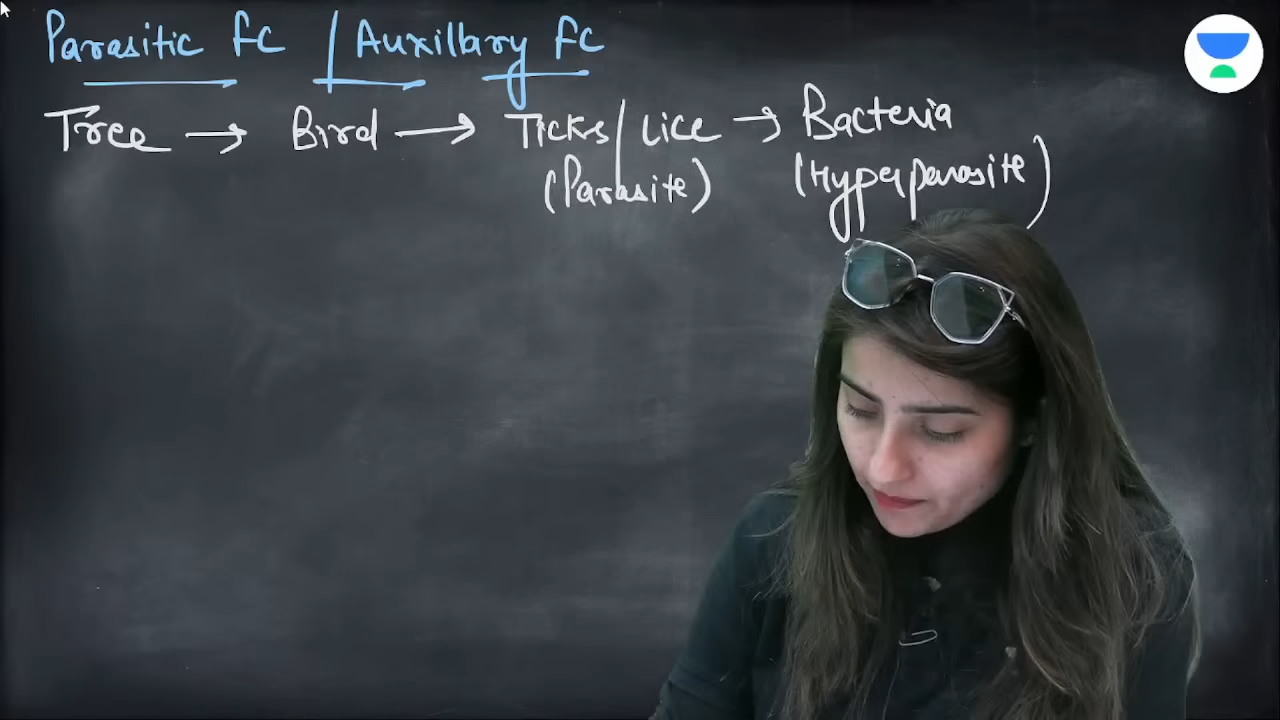 Parasitic FC / Auxillary FC
Tree → Bird → Ticks/Lice → Bacteria
(Parasite) (Hyperparasite)